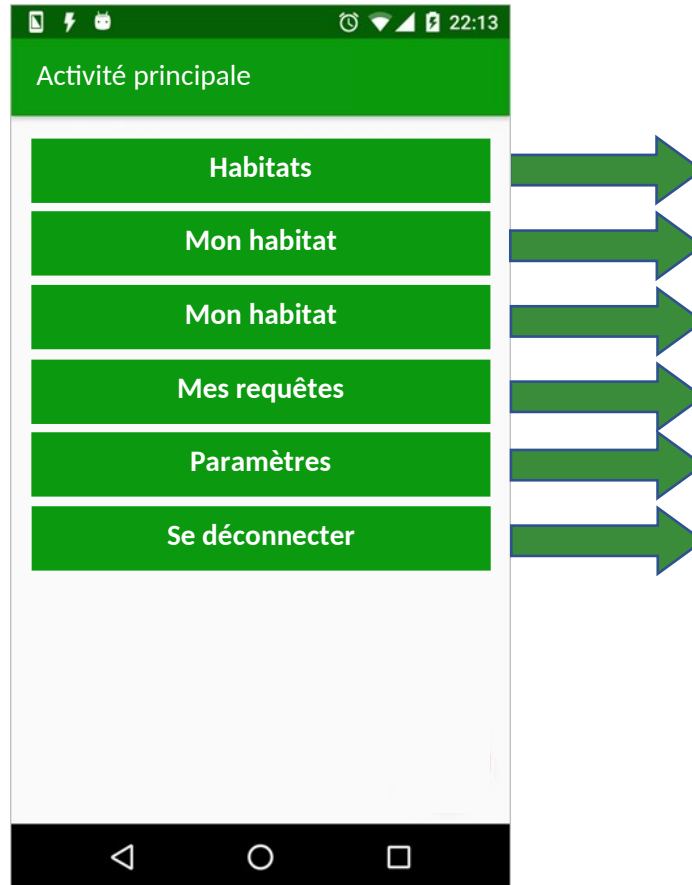 22:13
Activité principale
Habitats
Mon habitat
Mon habitat
Mes requêtes
Paramètres
Se déconnecter